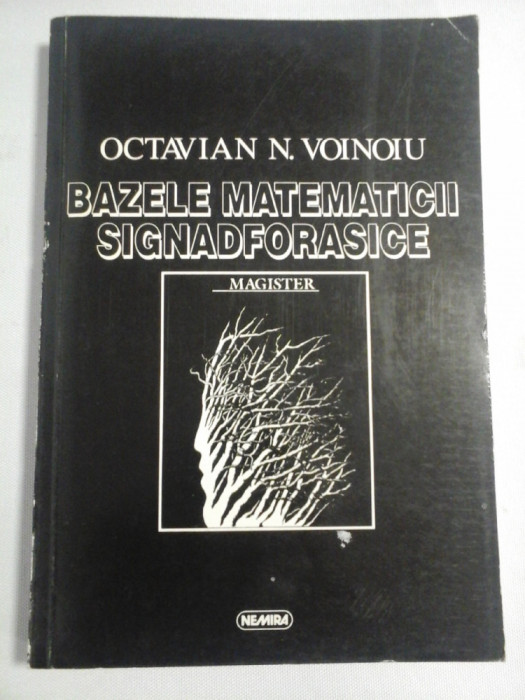 OCTAVIAN N. VOINOIU
BAZELE MATEMATICII
SIGNADFORASICE
MAGISTER
NEMIRA